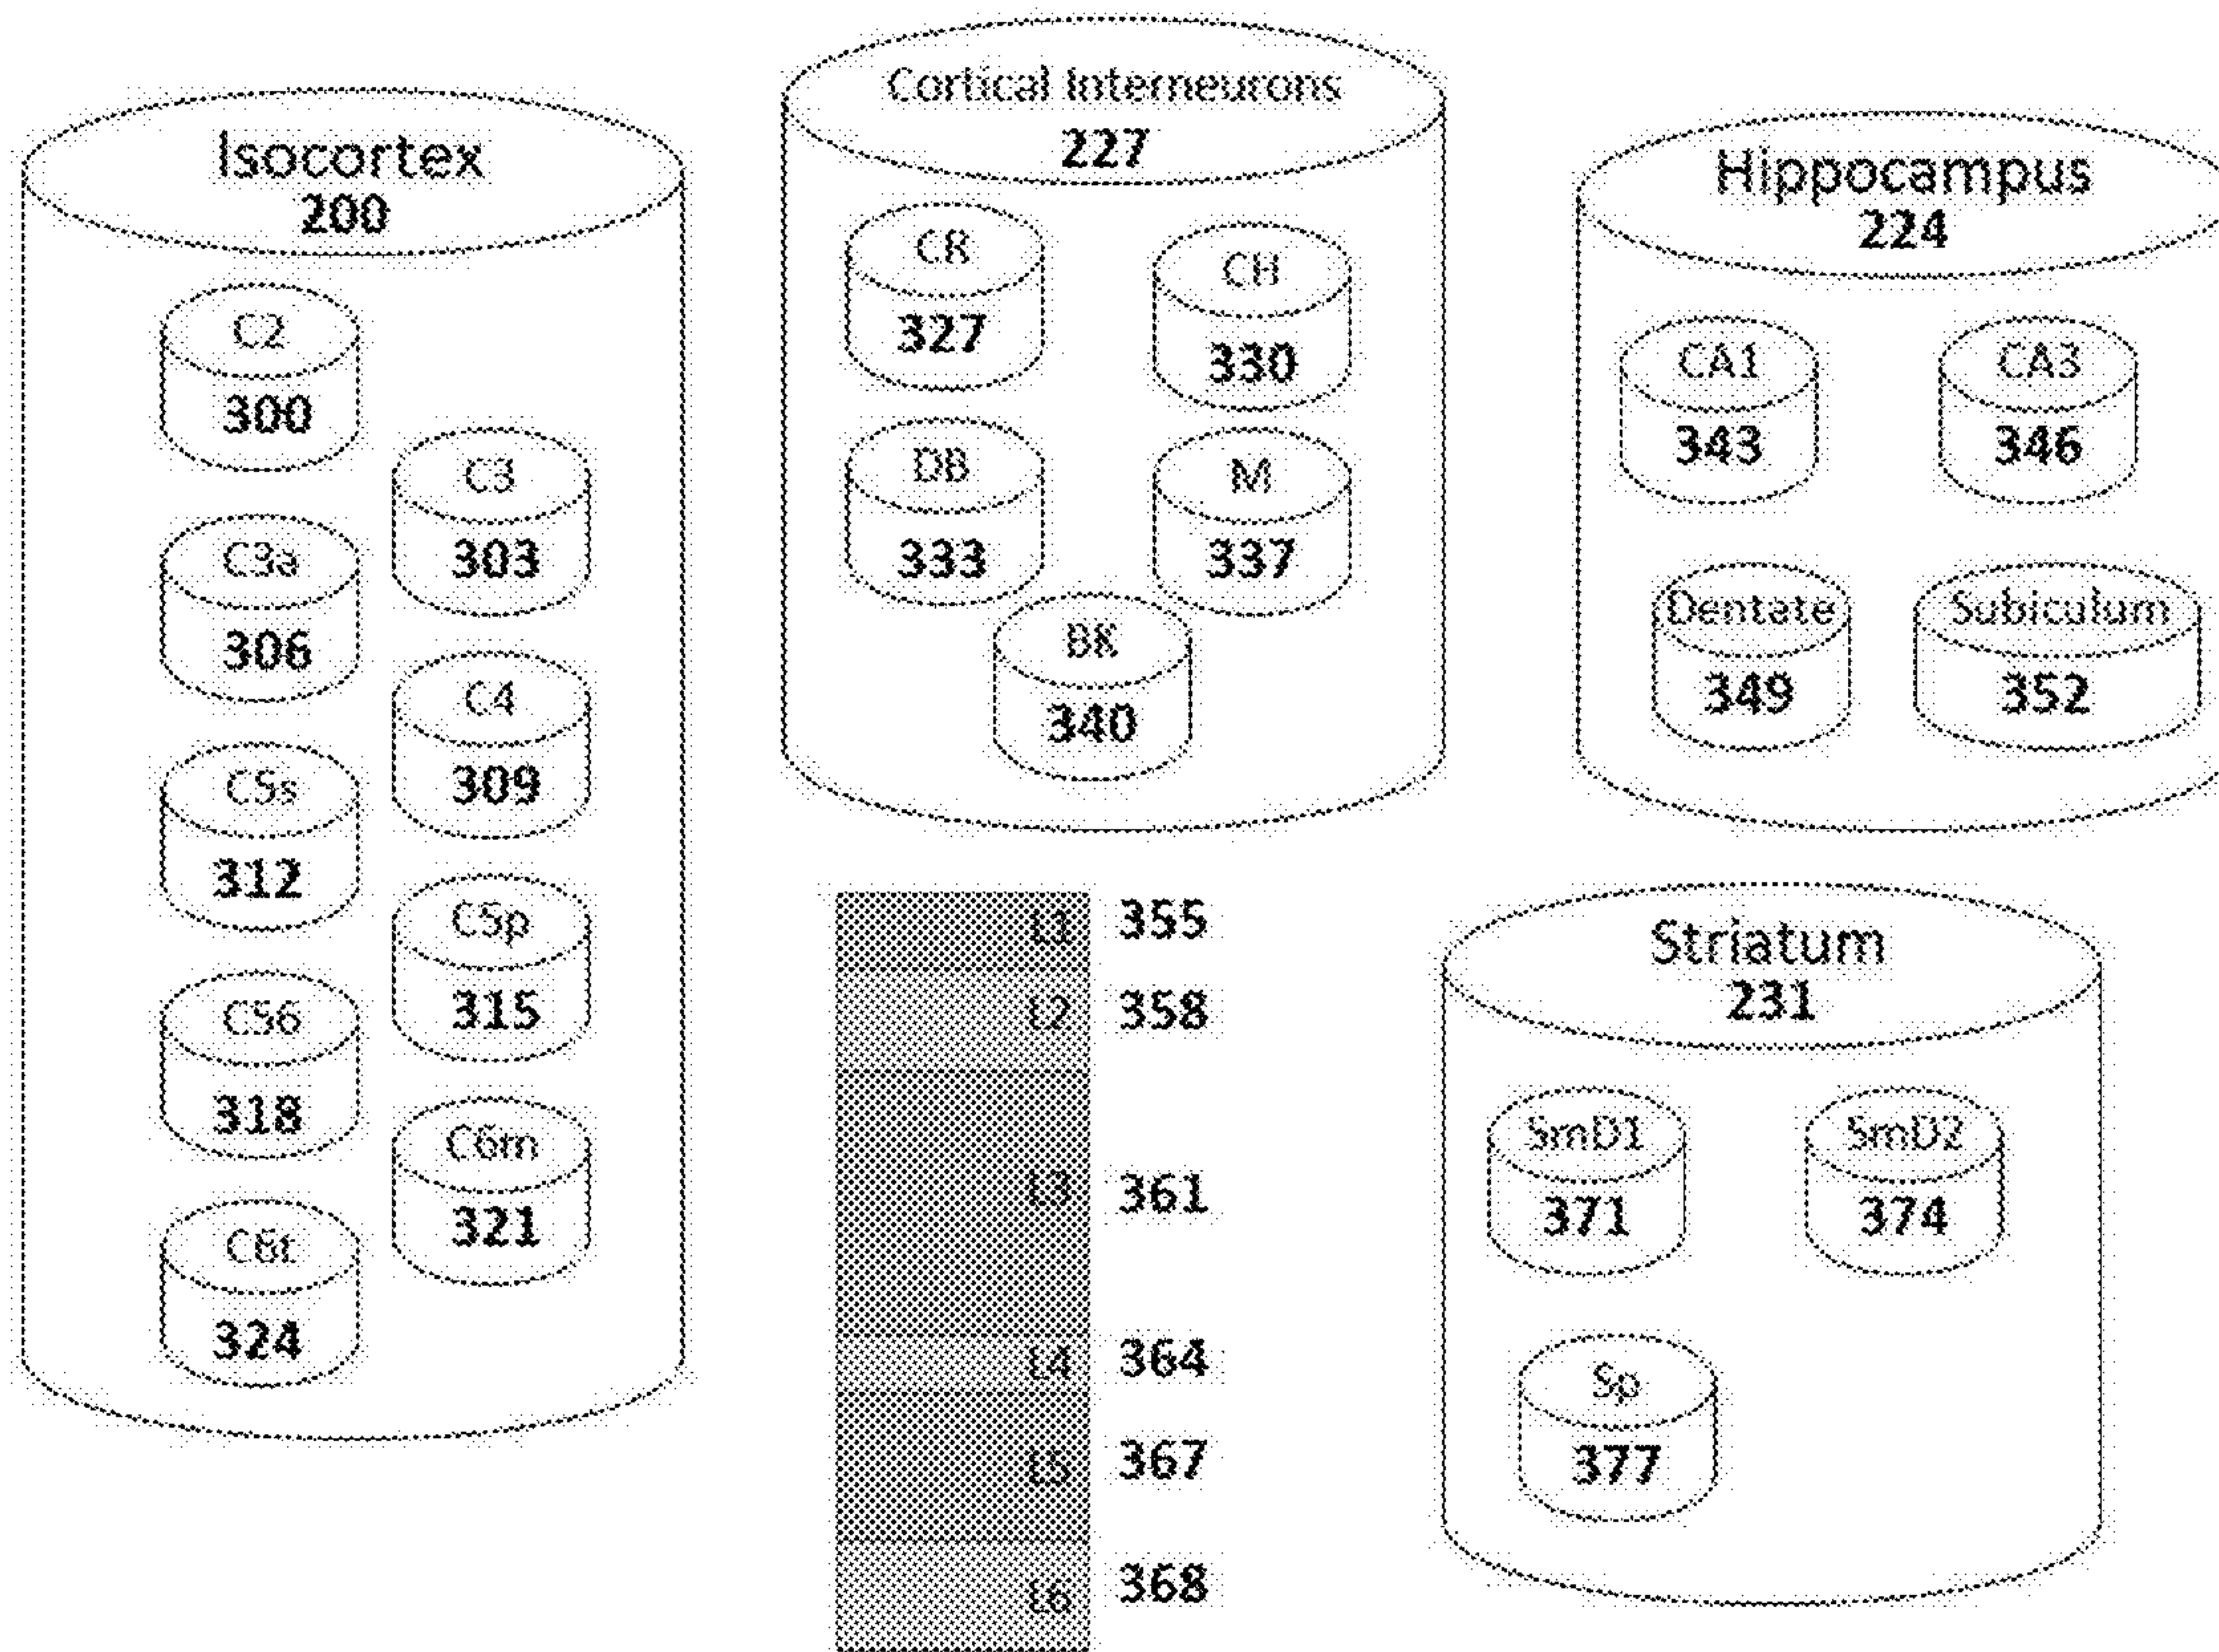 Isocortex
200
C2
300
C3
303
C3a
306
C4
309
C5s
312
C5p
315
C56
318
C6m
321
C6t
324
Cortical Interneurons
227
CR
327
CH
330
DB
333
M
337
BK
340
Hippocampus
224
CA1
343
CA3
346
Dentate
349
Subiculum
352
L1 355
L2 358
L3 361
L4 364
L5 367
L6 368
Striatum
231
SmD1
371
SmD2
374
Sp
377